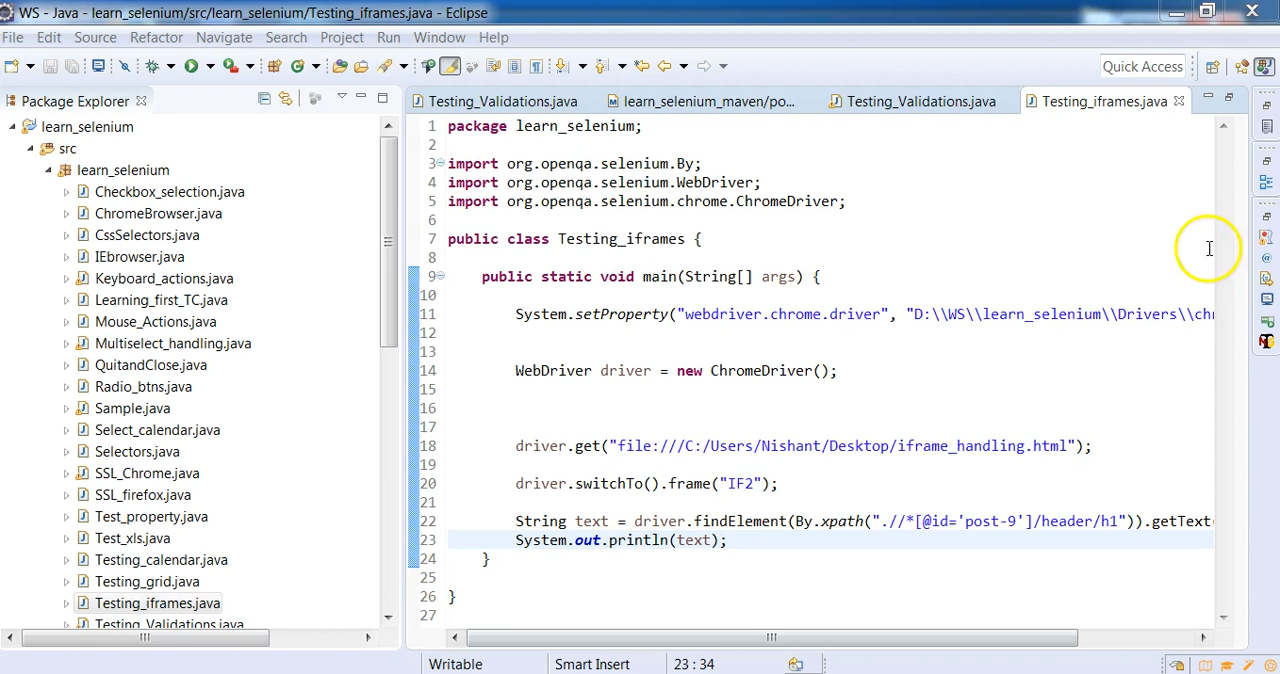 WS - Java - learn_selenium/src/learn_selenium/Testing_iframes.java - Eclipse
File Edit Source Refactor Navigate Search Project Run Window Help
Quick Access
Package Explorer
Testing_Validations.java
learn_selenium_maven/po...
Testing_Validations.java
Testing_iframes.java
learn_selenium
src
learn_selenium
Checkbox_selection.java
ChromeBrowser.java
CssSelectors.java
IEbrowser.java
Keyboard_actions.java
Learning_first_TC.java
Mouse_Actions.java
Multiselect_handling.java
QuitandClose.java
Radio_btns.java
Sample.java
Select_calendar.java
Selectors.java
SSL_Chrome.java
SSL_firefox.java
Test_property.java
Test_xls.java
Testing_calendar.java
Testing_grid.java
Testing_iframes.java
Testing_Validations.java
1 package learn_selenium;
2
3 import org.openqa.selenium.By;
4 import org.openqa.selenium.WebDriver;
5 import org.openqa.selenium.chrome.ChromeDriver;
6
7 public class Testing_iframes {
8
9 public static void main(String[] args) {
10
11 System.setProperty("webdriver.chrome.driver", "D:\\WS\\learn_selenium\\Drivers\\chr
12
13
14 WebDriver driver = new ChromeDriver();
15
16
17
18 driver.get("file:///C:/Users/Nishant/Desktop/iframe_handling.html");
19
20 driver.switchTo().frame("IF2");
21
22 String text = driver.findElement(By.xpath(".//*[@id='post-9']/header/h1")).getText(
23 System.out.println(text);
24 }
25
26 }
27
Writable Smart Insert 23 : 34